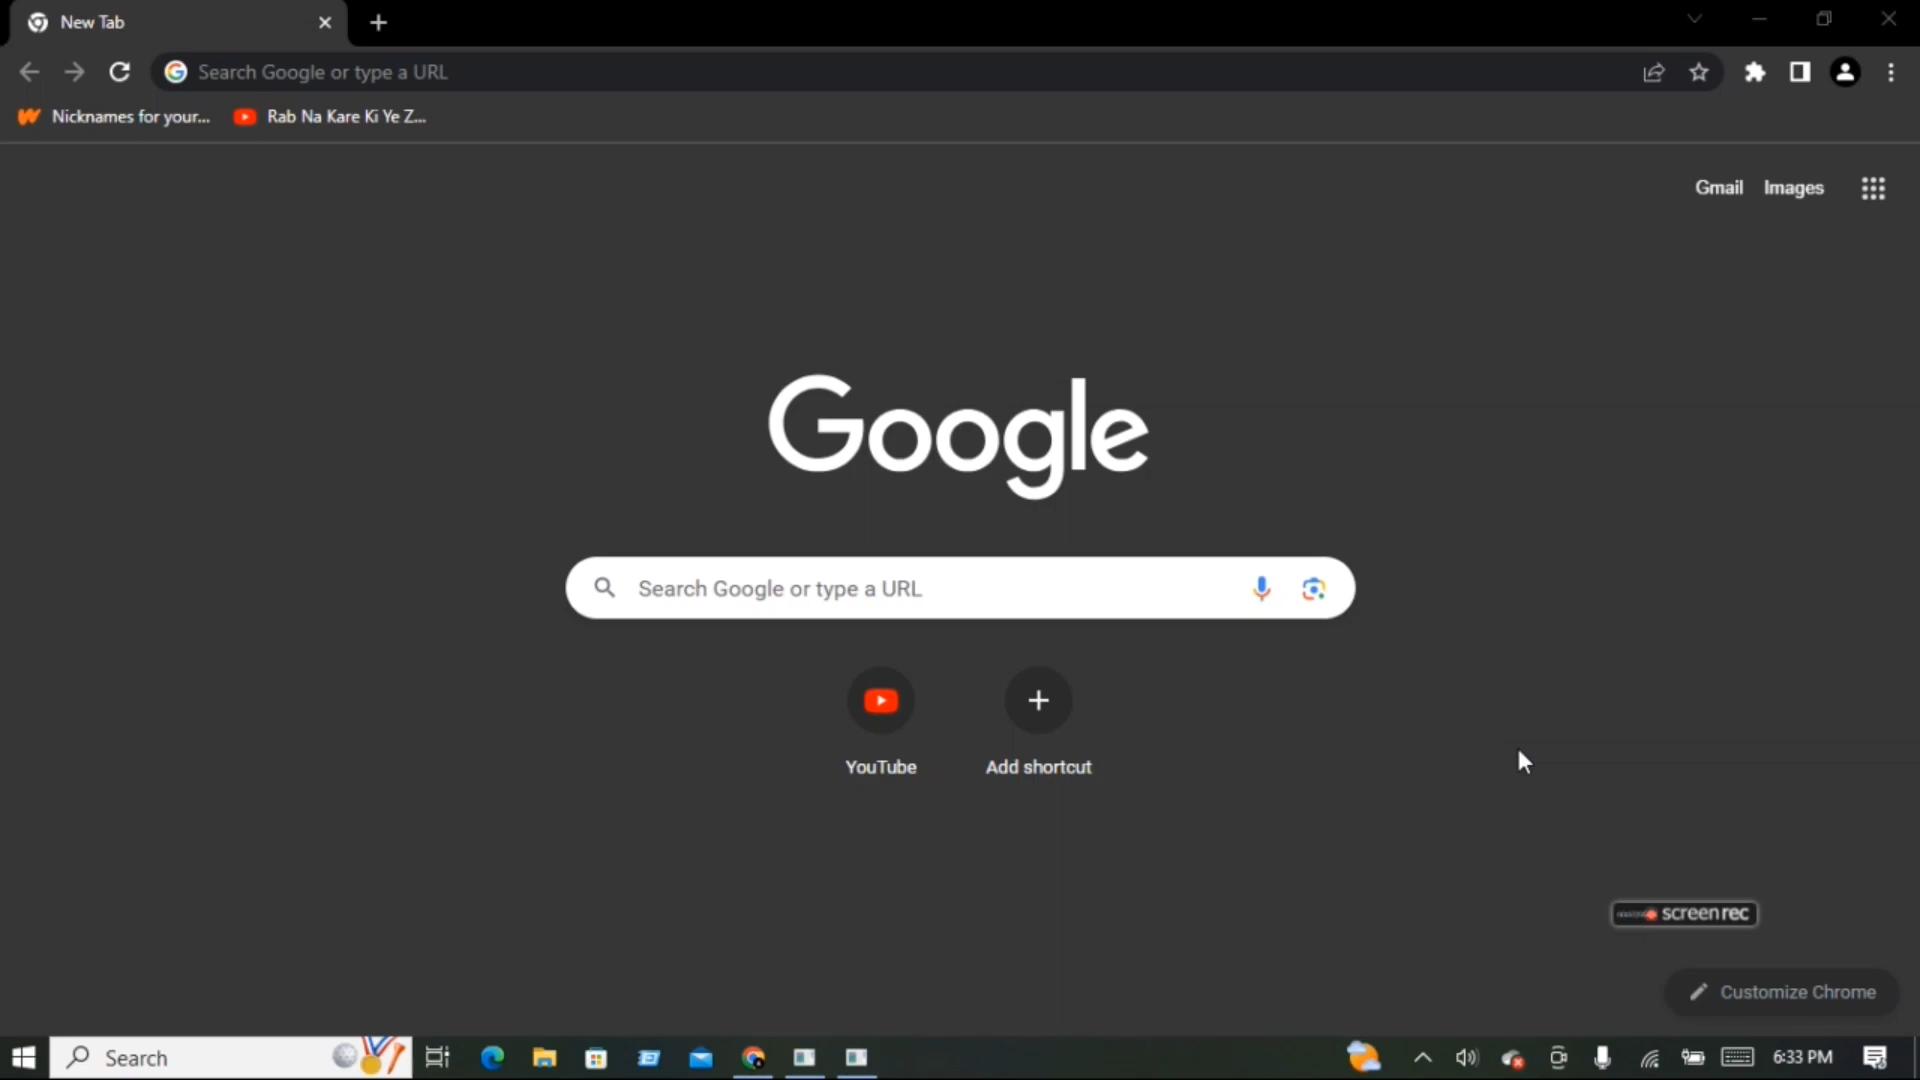 New Tab
Search Google or type a URL
Nicknames for your...
Rab Na Kare Ki Ye Z...
Gmail
Images
Google
Search Google or type a URL
YouTube
Add shortcut
screenrec
Customize Chrome
Search
6:33 PM